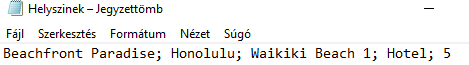 Helyszinek – Jegyzettömb
Fájl Szerkesztés Formátum Nézet Súgó
Beachfront Paradise; Honolulu; Waikiki Beach 1; Hotel; 5